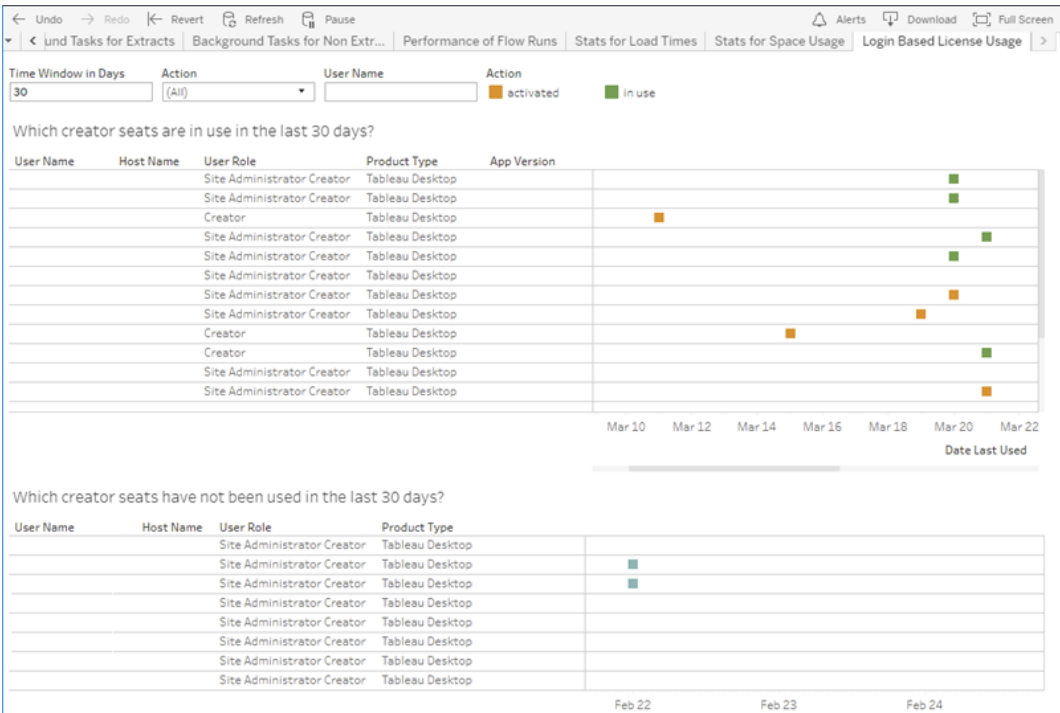 Undo Redo Revert Refresh Pause Alerts Download Full Screen
und Tasks for Extracts Background Tasks for Non Extr... Performance of Flow Runs Stats for Load Times Stats for Space Usage Login Based License Usage
Time Window in Days Action User Name Action
30 (All) activated in use
Which creator seats are in use in the last 30 days?
User Name Host Name User Role Product Type App Version
Site Administrator Creator Tableau Desktop
Site Administrator Creator Tableau Desktop
Creator Tableau Desktop
Site Administrator Creator Tableau Desktop
Site Administrator Creator Tableau Desktop
Site Administrator Creator Tableau Desktop
Site Administrator Creator Tableau Desktop
Site Administrator Creator Tableau Desktop
Creator Tableau Desktop
Creator Tableau Desktop
Site Administrator Creator Tableau Desktop
Site Administrator Creator Tableau Desktop
Mar 10 Mar 12 Mar 14 Mar 16 Mar 18 Mar 20 Mar 22
Date Last Used
Which creator seats have not been used in the last 30 days?
User Name Host Name User Role Product Type
Site Administrator Creator Tableau Desktop
Site Administrator Creator Tableau Desktop
Site Administrator Creator Tableau Desktop
Site Administrator Creator Tableau Desktop
Site Administrator Creator Tableau Desktop
Site Administrator Creator Tableau Desktop
Site Administrator Creator Tableau Desktop
Site Administrator Creator Tableau Desktop
Feb 22 Feb 23 Feb 24